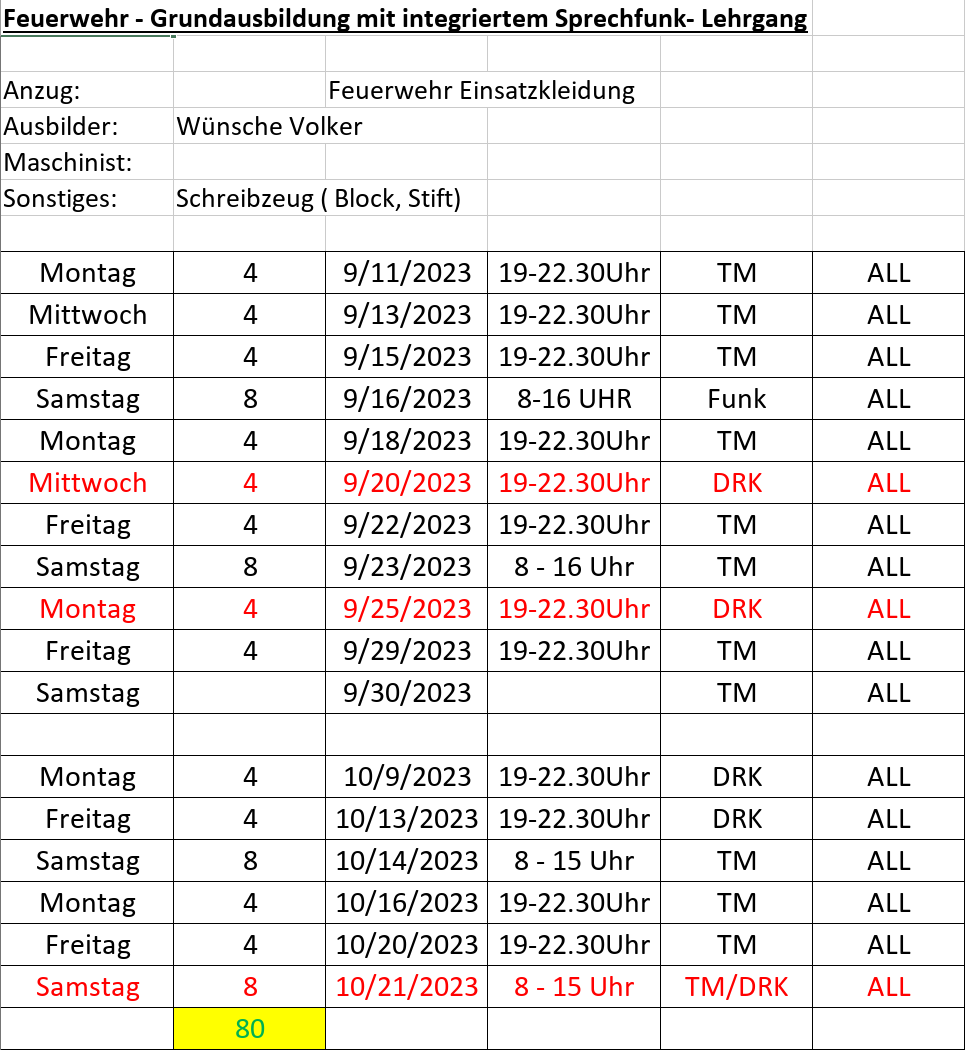 Feuerwehr - Grundausbildung mit integriertem Sprechfunk- Lehrgang
Anzug: Feuerwehr Einsatzkleidung
Ausbilder: Wünsche Volker
Maschinist:
Sonstiges: Schreibzeug ( Block, Stift)
Montag 4 9/11/2023 19-22.30Uhr TM ALL
Mittwoch 4 9/13/2023 19-22.30Uhr TM ALL
Freitag 4 9/15/2023 19-22.30Uhr TM ALL
Samstag 8 9/16/2023 8-16 UHR Funk ALL
Montag 4 9/18/2023 19-22.30Uhr TM ALL
Mittwoch 4 9/20/2023 19-22.30Uhr DRK ALL
Freitag 4 9/22/2023 19-22.30Uhr TM ALL
Samstag 8 9/23/2023 8 - 16 Uhr TM ALL
Montag 4 9/25/2023 19-22.30Uhr DRK ALL
Freitag 4 9/29/2023 19-22.30Uhr TM ALL
Samstag 9/30/2023 TM ALL
Montag 4 10/9/2023 19-22.30Uhr DRK ALL
Freitag 4 10/13/2023 19-22.30Uhr DRK ALL
Samstag 8 10/14/2023 8 - 15 Uhr TM ALL
Montag 4 10/16/2023 19-22.30Uhr TM ALL
Freitag 4 10/20/2023 19-22.30Uhr TM ALL
Samstag 8 10/21/2023 8 - 15 Uhr TM/DRK ALL
80